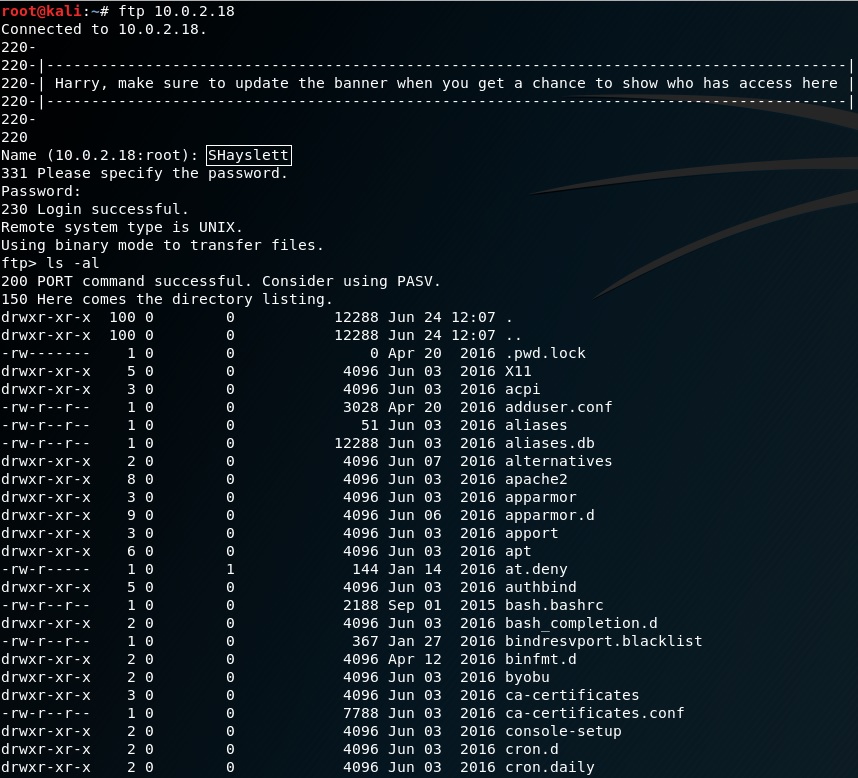 root@kali:~# ftp 10.0.2.18
Connected to 10.0.2.18.
220-
220-|-----------------------------------------------------------------------------------------|
220-| Harry, make sure to update the banner when you get a chance to show who has access here |
220-|-----------------------------------------------------------------------------------------|
220-
220
Name (10.0.2.18:root): SHayslett
331 Please specify the password.
Password:
230 Login successful.
Remote system type is UNIX.
Using binary mode to transfer files.
ftp> ls -al
200 PORT command successful. Consider using PASV.
150 Here comes the directory listing.
drwxr-xr-x  100 0        0           12288 Jun 24 12:07 .
drwxr-xr-x  100 0        0           12288 Jun 24 12:07 ..
-rw-------    1 0        0               0 Apr 20  2016 .pwd.lock
drwxr-xr-x    5 0        0            4096 Jun 03  2016 X11
drwxr-xr-x    3 0        0            4096 Jun 03  2016 acpi
-rw-r--r--    1 0        0            3028 Apr 20  2016 adduser.conf
-rw-r--r--    1 0        0              51 Jun 03  2016 aliases
-rw-r--r--    1 0        0           12288 Jun 03  2016 aliases.db
drwxr-xr-x    2 0        0            4096 Jun 07  2016 alternatives
drwxr-xr-x    8 0        0            4096 Jun 03  2016 apache2
drwxr-xr-x    3 0        0            4096 Jun 03  2016 apparmor
drwxr-xr-x    9 0        0            4096 Jun 06  2016 apparmor.d
drwxr-xr-x    3 0        0            4096 Jun 03  2016 apport
drwxr-xr-x    6 0        0            4096 Jun 03  2016 apt
-rw-r-----    1 0        1             144 Jan 14  2016 at.deny
drwxr-xr-x    5 0        0            4096 Jun 03  2016 authbind
-rw-r--r--    1 0        0            2188 Sep 01  2015 bash.bashrc
drwxr-xr-x    2 0        0            4096 Jun 03  2016 bash_completion.d
-rw-r--r--    1 0        0             367 Jan 27  2016 bindresvport.blacklist
drwxr-xr-x    2 0        0            4096 Apr 12  2016 binfmt.d
drwxr-xr-x    2 0        0            4096 Jun 03  2016 byobu
drwxr-xr-x    3 0        0            4096 Jun 03  2016 ca-certificates
-rw-r--r--    1 0        0            7788 Jun 03  2016 ca-certificates.conf
drwxr-xr-x    2 0        0            4096 Jun 03  2016 console-setup
drwxr-xr-x    2 0        0            4096 Jun 03  2016 cron.d
drwxr-xr-x    2 0        0            4096 Jun 03  2016 cron.daily